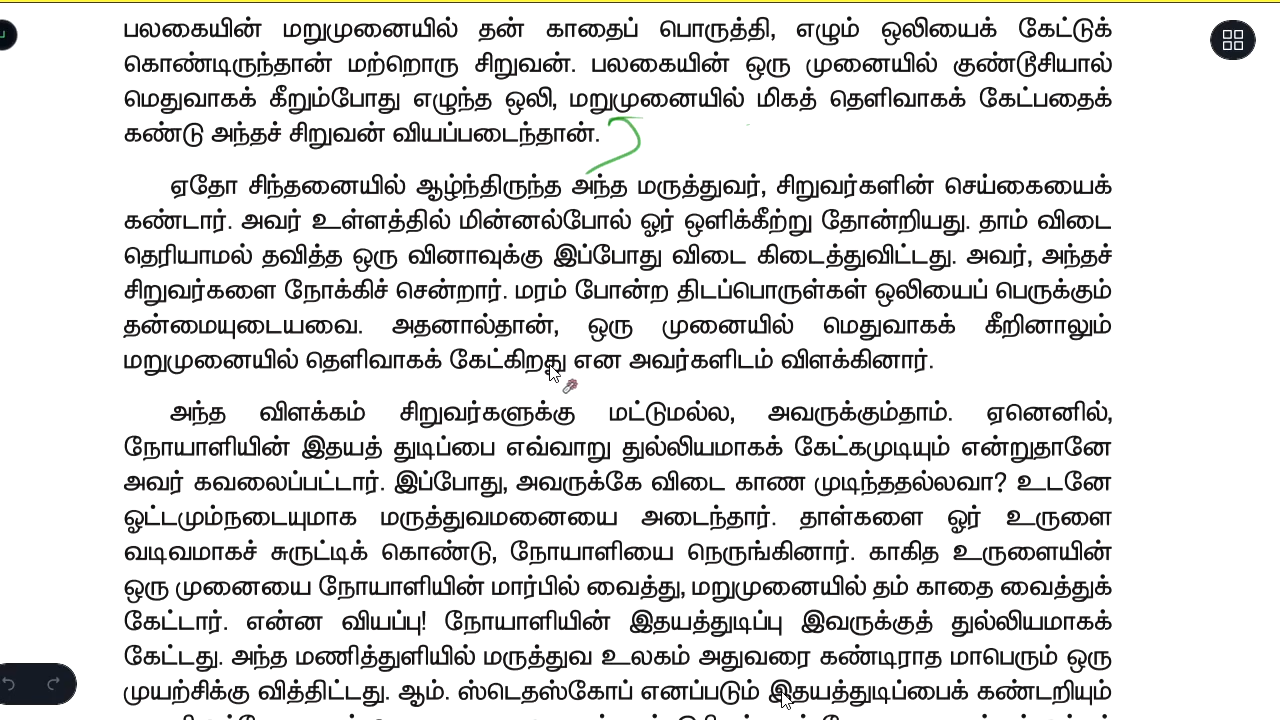 பலகையின் மறுமுனையில் தன் காதைப் பொருத்தி, எழும் ஒலியைக் கேட்டுக்
கொண்டிருந்தான் மற்றொரு சிறுவன். பலகையின் ஒரு முனையில் குண்டூசியால்
மெதுவாகக் கீறும்போது எழுந்த ஒலி, மறுமுனையில் மிகத் தெளிவாகக் கேட்பதைக்
கண்டு அந்தச் சிறுவன் வியப்படைந்தான்.
ஏதோ சிந்தனையில் ஆழ்ந்திருந்த அந்த மருத்துவர், சிறுவர்களின் செய்கையைக்
கண்டார். அவர் உள்ளத்தில் மின்னல்போல் ஓர் ஒளிக்கீற்று தோன்றியது. தாம் விடை
தெரியாமல் தவித்த ஒரு வினாவுக்கு இப்போது விடை கிடைத்துவிட்டது. அவர், அந்தச்
சிறுவர்களை நோக்கிச் சென்றார். மரம் போன்ற திடப்பொருள்கள் ஒலியைப் பெருக்கும்
தன்மையுடையவை. அதனால்தான், ஒரு முனையில் மெதுவாகக் கீறினாலும்
மறுமுனையில் தெளிவாகக் கேட்கிறது என அவர்களிடம் விளக்கினார்.
அந்த விளக்கம் சிறுவர்களுக்கு மட்டுமல்ல, அவருக்கும்தாம். ஏனெனில்,
நோயாளியின் இதயத் துடிப்பை எவ்வாறு துல்லியமாகக் கேட்கமுடியும் என்றுதானே
அவர் கவலைப்பட்டார். இப்போது, அவருக்கே விடை காண முடிந்ததல்லவா? உடனே
ஓட்டமும்நடையுமாக மருத்துவமனையை அடைந்தார். தாள்களை ஓர் உருளை
வடிவமாகச் சுருட்டிக் கொண்டு, நோயாளியை நெருங்கினார். காகித உருளையின்
ஒரு முனையை நோயாளியின் மார்பில் வைத்து, மறுமுனையில் தம் காதை வைத்துக்
கேட்டார். என்ன வியப்பு! நோயாளியின் இதயத்துடிப்பு இவருக்குத் துல்லியமாகக்
கேட்டது. அந்த மணித்துளியில் மருத்துவ உலகம் அதுவரை கண்டிராத மாபெரும் ஒரு
முயற்சிக்கு வித்திட்டது. ஆம். ஸ்டெதஸ்கோப் எனப்படும் இதயத்துடிப்பைக் கண்டறியும்